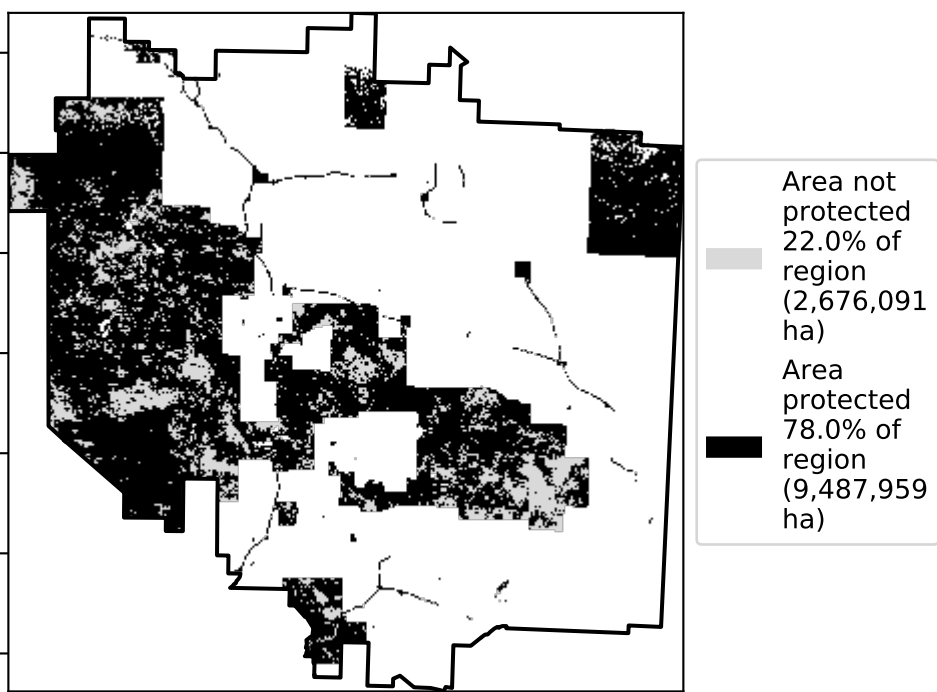 Area not
protected
22.0% of
region
(2,676,091
ha)
Area
protected
78.0% of
region
(9,487,959
ha)